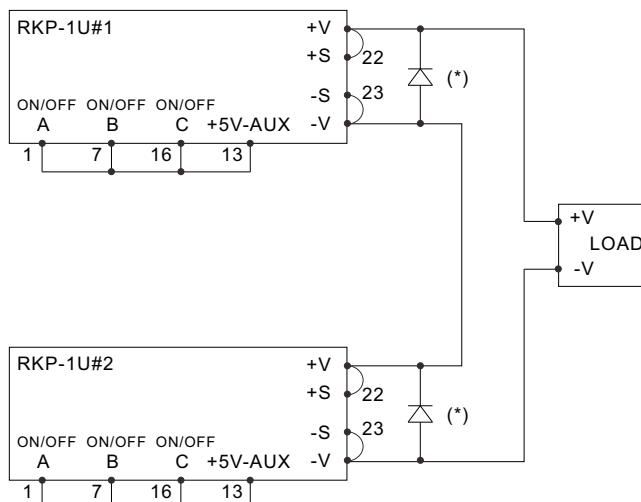 RKP-1U#1 +V
+S 22
(*)
-S 23
ON/OFF ON/OFF ON/OFF
A B C +5V-AUX -V
1 7 16 13
+V
LOAD
-V
RKP-1U#2 +V
+S 22
(*)
-S 23
ON/OFF ON/OFF ON/OFF
A B C +5V-AUX -V
1 7 16 13